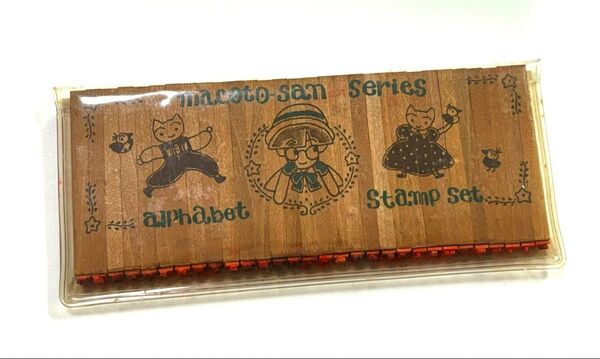 macoto-san series
alphabet
stamp set